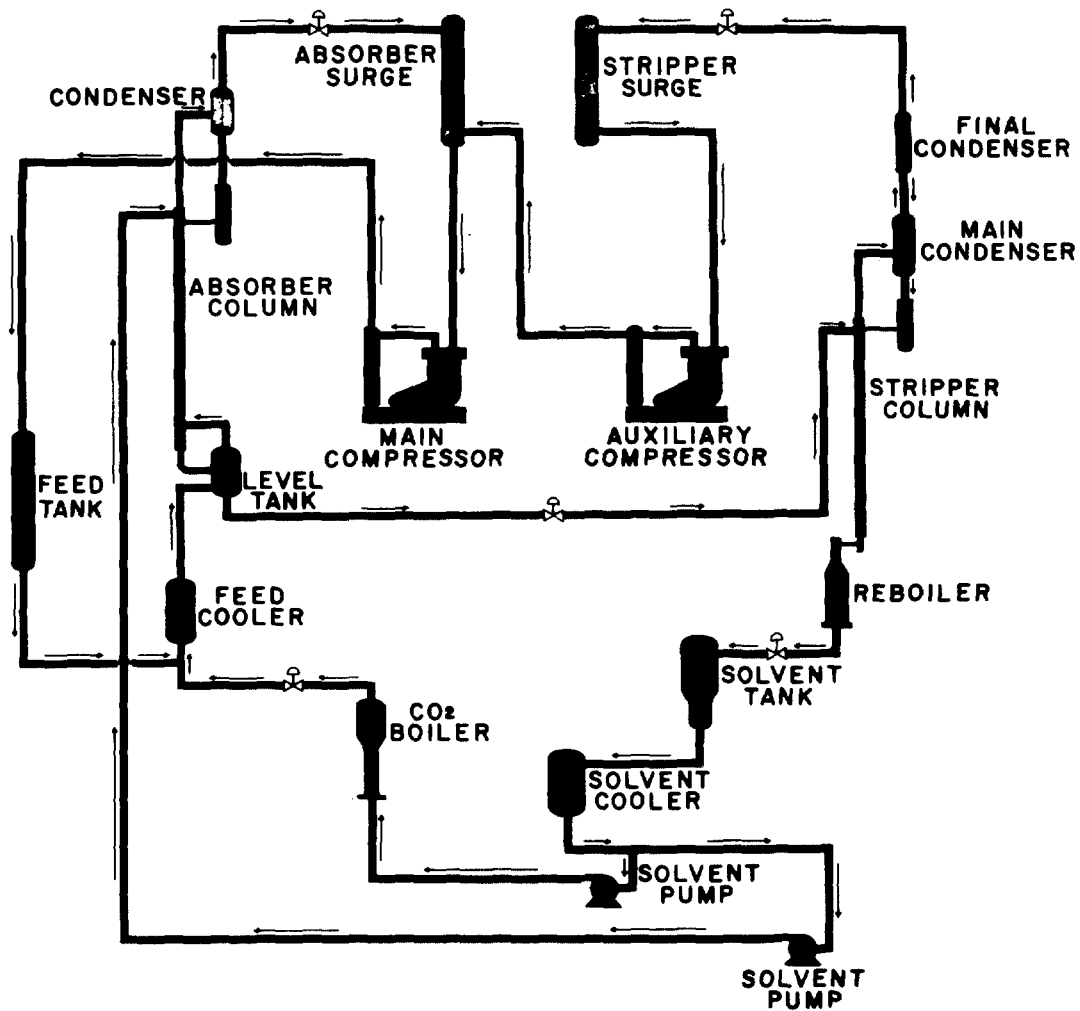 ABSORBER
SURGE
STRIPPER
SURGE
CONDENSER
FINAL
CONDENSER
MAIN
CONDENSER
ABSORBER
COLUMN
STRIPPER
COLUMN
MAIN
COMPRESSOR
AUXILIARY
COMPRESSOR
FEED
TANK
LEVEL
TANK
FEED
COOLER
REBOILER
SOLVENT
TANK
CO2
BOILER
SOLVENT
COOLER
SOLVENT
PUMP
SOLVENT
PUMP